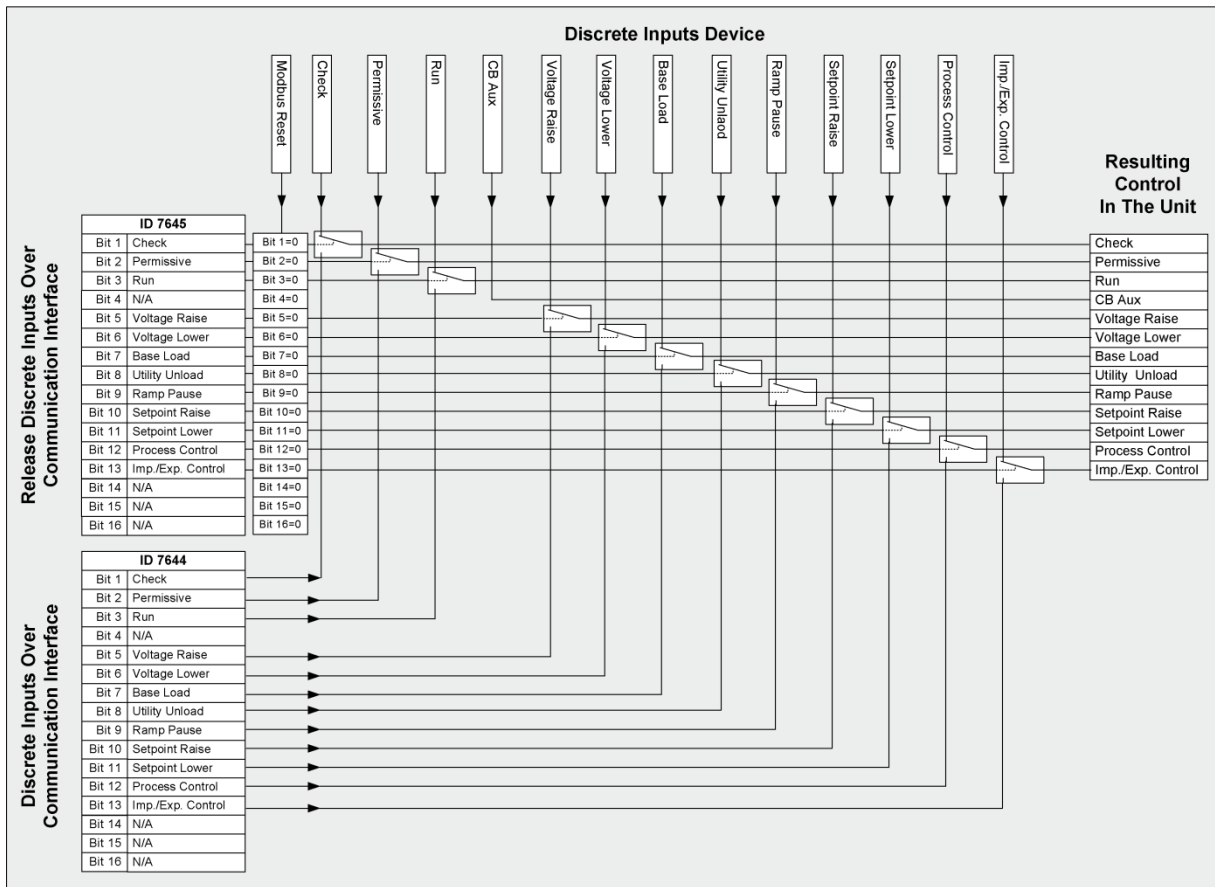 Discrete Inputs Device
Modbus Reset
Check
Permissive
Run
CB Aux
Voltage Raise
Voltage Lower
Base Load
Utility Unlaod
Ramp Pause
Setpoint Raise
Setpoint Lower
Process Control
Imp./Exp. Control
Resulting
Control
In The Unit
Release Discrete Inputs Over
Communication Interface
ID 7645
Bit 1 Check Bit 1=0 Check
Bit 2 Permissive Bit 2=0 Permissive
Bit 3 Run Bit 3=0 Run
Bit 4 N/A Bit 4=0 CB Aux
Bit 5 Voltage Raise Bit 5=0 Voltage Raise
Bit 6 Voltage Lower Bit 6=0 Voltage Lower
Bit 7 Base Load Bit 7=0 Base Load
Bit 8 Utility Unload Bit 8=0 Utility Unload
Bit 9 Ramp Pause Bit 9=0 Ramp Pause
Bit 10 Setpoint Raise Bit 10=0 Setpoint Raise
Bit 11 Setpoint Lower Bit 11=0 Setpoint Lower
Bit 12 Process Control Bit 12=0 Process Control
Bit 13 Imp./Exp. Control Bit 13=0 Imp./Exp. Control
Bit 14 N/A Bit 14=0
Bit 15 N/A Bit 15=0
Bit 16 N/A Bit 16=0
Discrete Inputs Over
Communication Interface
ID 7644
Bit 1 Check
Bit 2 Permissive
Bit 3 Run
Bit 4 N/A
Bit 5 Voltage Raise
Bit 6 Voltage Lower
Bit 7 Base Load
Bit 8 Utility Unload
Bit 9 Ramp Pause
Bit 10 Setpoint Raise
Bit 11 Setpoint Lower
Bit 12 Process Control
Bit 13 Imp./Exp. Control
Bit 14 N/A
Bit 15 N/A
Bit 16 N/A